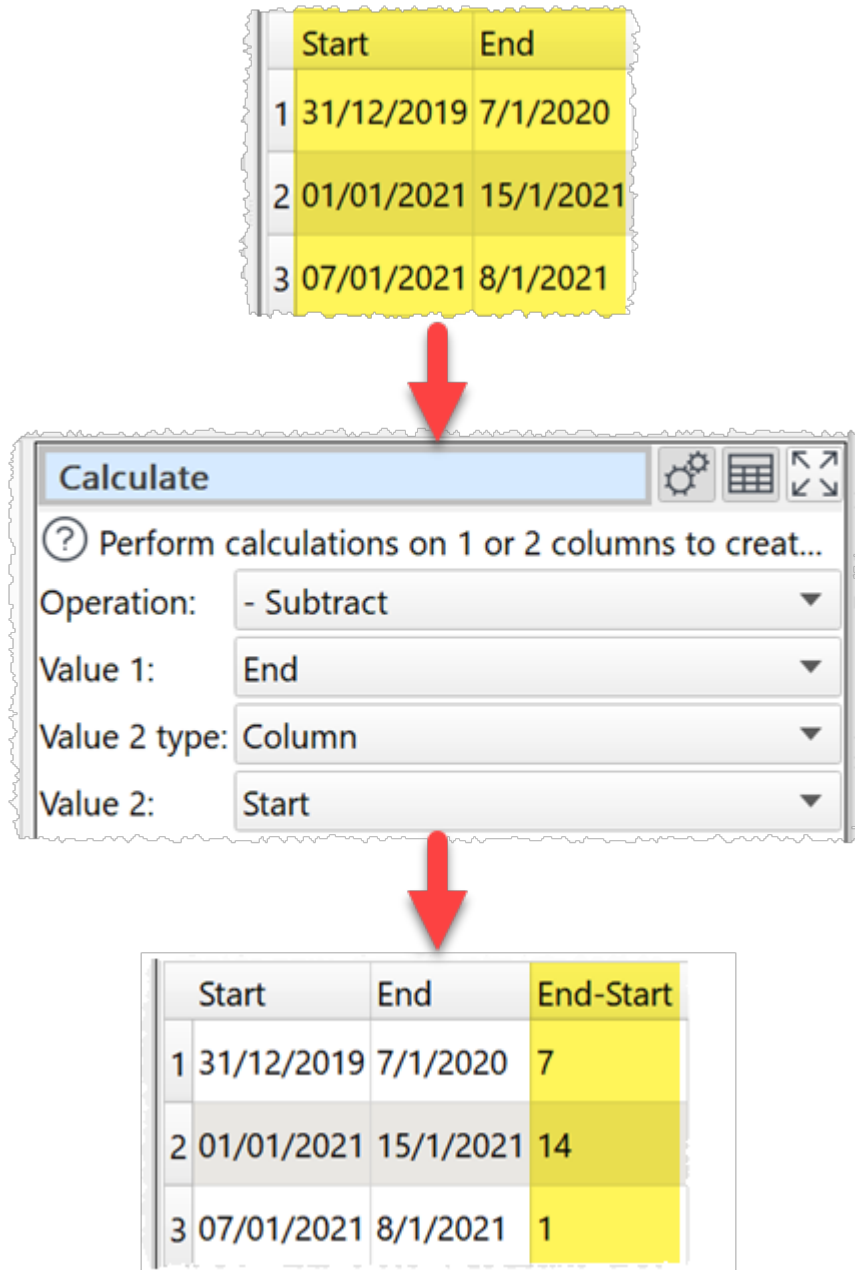 Start End
1 31/12/2019 7/1/2020
2 01/01/2021 15/1/2021
3 07/01/2021 8/1/2021
Calculate
? Perform calculations on 1 or 2 columns to creat...
Operation: - Subtract
Value 1: End
Value 2 type: Column
Value 2: Start
Start End End-Start
1 31/12/2019 7/1/2020 7
2 01/01/2021 15/1/2021 14
3 07/01/2021 8/1/2021 1